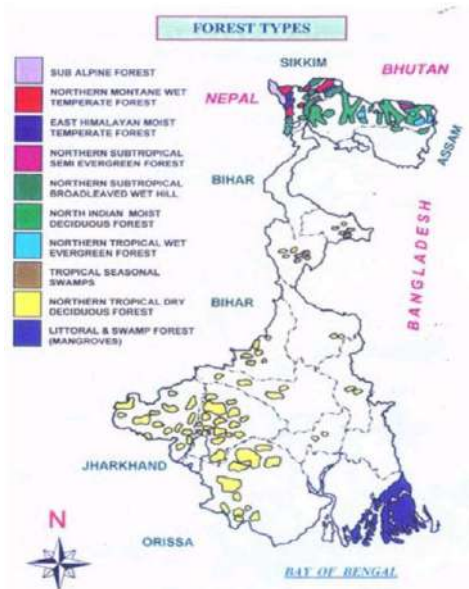 FOREST TYPES
SIKKIM
BHUTAN
NEPAL
ASSAM
BIHAR
BANGLADESH
BIHAR
JHARKHAND
ORISSA
BAY OF BENGAL
N
SUB ALPINE FOREST
NORTHERN MONTANE WET
TEMPERATE FOREST
EAST HIMALAYAN MOIST
TEMPERATE FOREST
NORTHERN SUBTROPICAL
SEMI EVERGREEN FOREST
NORTHERN SUBTROPICAL
BROADLEAVED WET HILL
NORTH INDIAN MOIST
DECIDUOUS FOREST
NORTHERN TROPICAL WET
EVERGREEN FOREST
TROPICAL SEASONAL
SWAMPS
NORTHERN TROPICAL DRY
DECIDUOUS FOREST
LITTORAL & SWAMP FOREST
(MANGROVES)